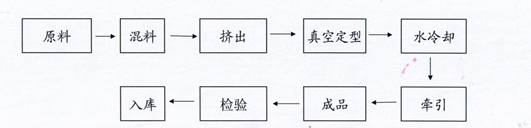 原料 混料 挤出 真空定型 水冷却
入库 检验 成品 牵引